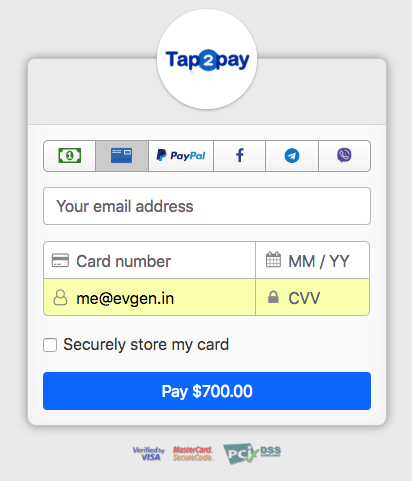 Tap2pay
PayPal
Your email address
Card number MM / YY
me@evgen.in CVV
Securely store my card
Pay $700.00
Verified by VISA MasterCard. SecureCode. PCI DSS